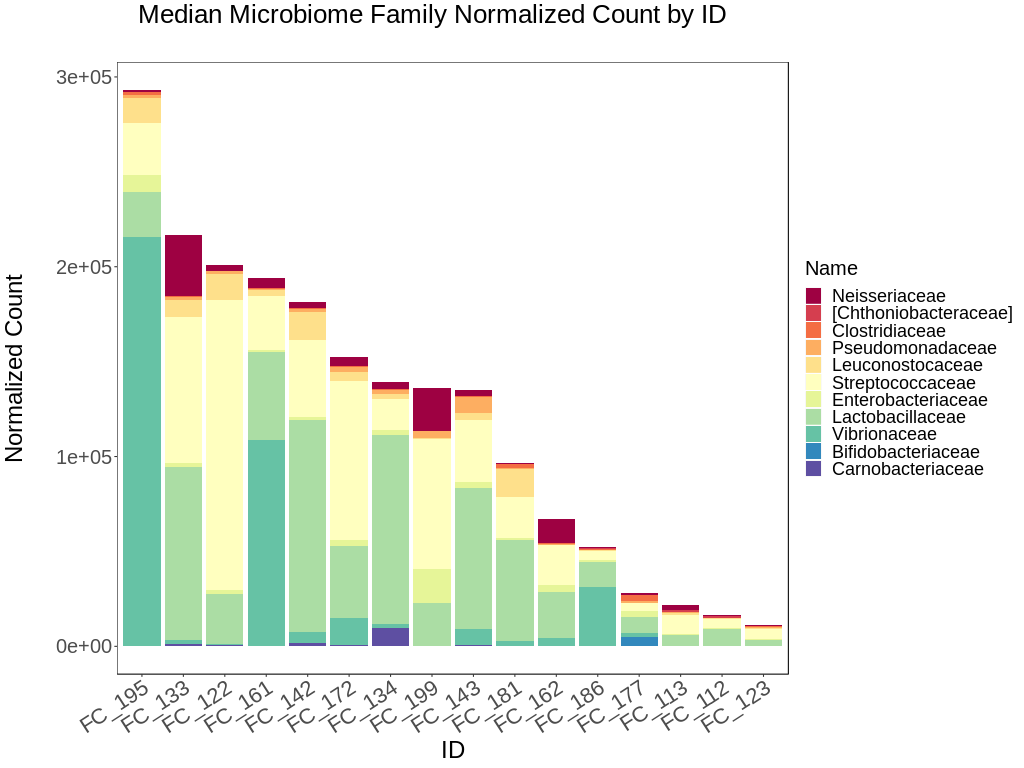 Median Microbiome Family Normalized Count by ID
3e+05
2e+05
1e+05
0e+00
Normalized Count
FC_195
FC_133
FC_122
FC_161
FC_142
FC_172
FC_134
FC_199
FC_143
FC_181
FC_162
FC_186
FC_177
FC_113
FC_112
FC_123
ID
Name
Neisseriaceae
[Chthoniobacteraceae]
Clostridiaceae
Pseudomonadaceae
Leuconostocaceae
Streptococcaceae
Enterobacteriaceae
Lactobacillaceae
Vibrionaceae
Bifidobacteriaceae
Carnobacteriaceae